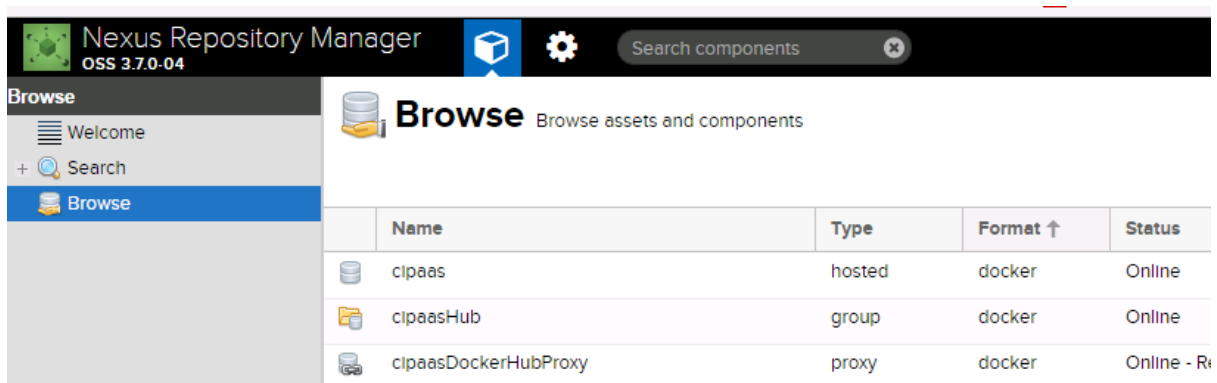 Nexus Repository Manager
OSS 3.7.0-04
Search components
Browse
Welcome
Search
Browse
Browse Browse assets and components
Name Type Format Status
cipaas hosted docker Online
cipaasHub group docker Online
cipaasDockerHubProxy proxy docker Online - Re